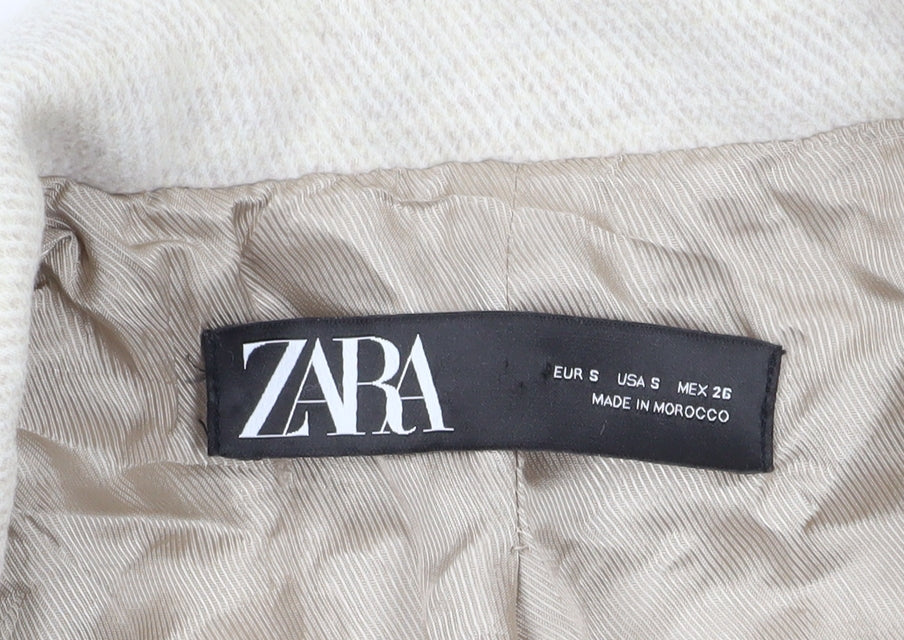 ZARA
EUR S USA S MEX 26
MADE IN MOROCCO